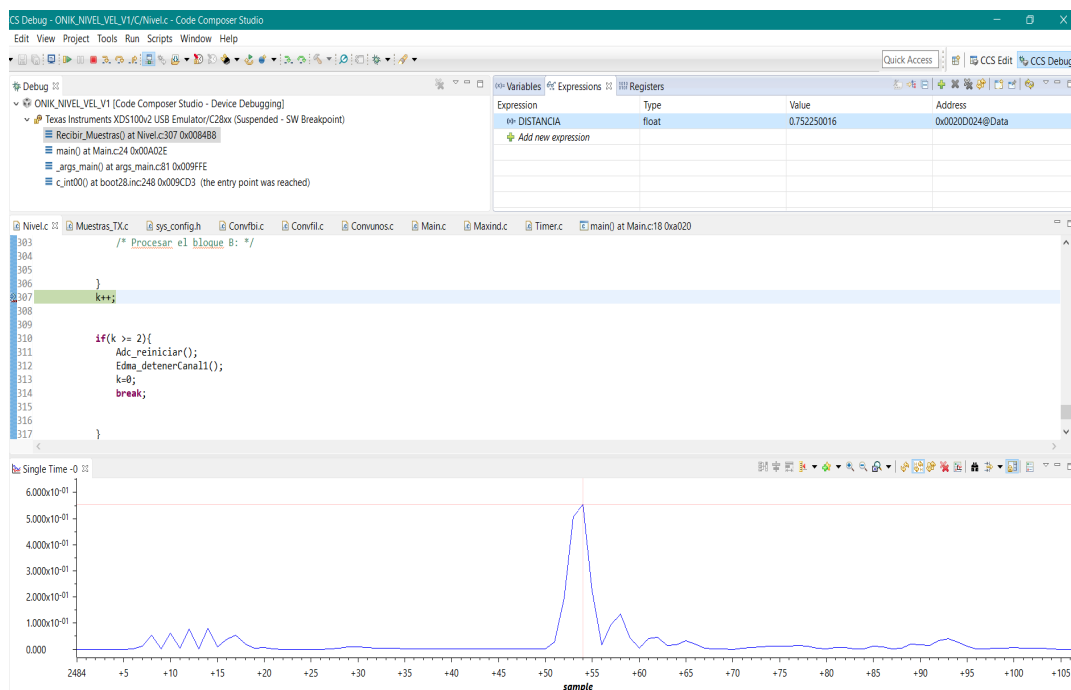 CS Debug - ONIK_NIVEL_VEL_V1/C/Nivel.c - Code Composer Studio
Edit View Project Tools Run Scripts Window Help
Quick Access CCS Edit CCS Debug
Debug
ONIK_NIVEL_VEL_V1 [Code Composer Studio - Device Debugging]
Texas Instruments XDS100v2 USB Emulator/C28xx (Suspended - SW Breakpoint)
Recibir_Muestras() at Nivel.c:307 0x0084B8
main() at Main.c:24 0x00A02E
_args_main() at args_main.c:81 0x009FFE
_c_int00() at boot28.inc:248 0x009CD3 (the entry point was reached)
Variables Expressions Registers
Expression Type Value Address
DISTANCIA float 0.752250016 0x0020D024@Data
Add new expression
Nivel.c Muestras_TX.c sys_config.h Convfbi.c Convfil.c Convunos.c Main.c Maxind.c Timer.c main() at Main.c:18 0xa020
303 /* Procesar el bloque B: */
304
305
306 }
307 k++;
308
309
310 if(k >= 2){
311 Adc_reiniciar();
312 Edma_detenerCanal1();
313 k=0;
314 break;
315
316
317 }
Single Time -0
6.000x10-01
5.000x10-01
4.000x10-01
3.000x10-01
2.000x10-01
1.000x10-01
0.000
2484 +5 +10 +15 +20 +25 +30 +35 +40 +45 +50 +55 +60 +65 +70 +75 +80 +85 +90 +95 +100 +105
sample